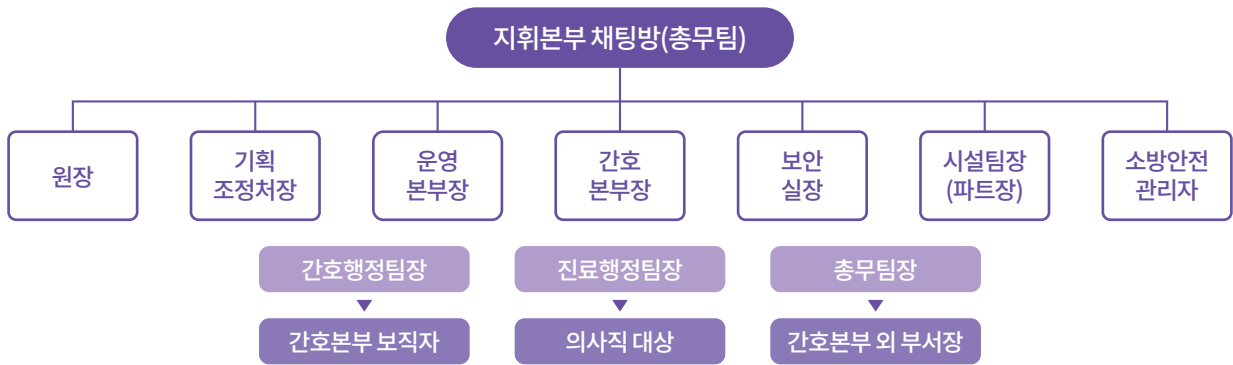 지휘본부 채팅방(총무팀)
원장
기획
조정처장
운영
본부장
간호
본부장
보안
실장
시설팀장
(파트장)
소방안전
관리자
간호행정팀장
진료행정팀장
총무팀장
간호본부 보직자
의사직 대상
간호본부 외 부서장